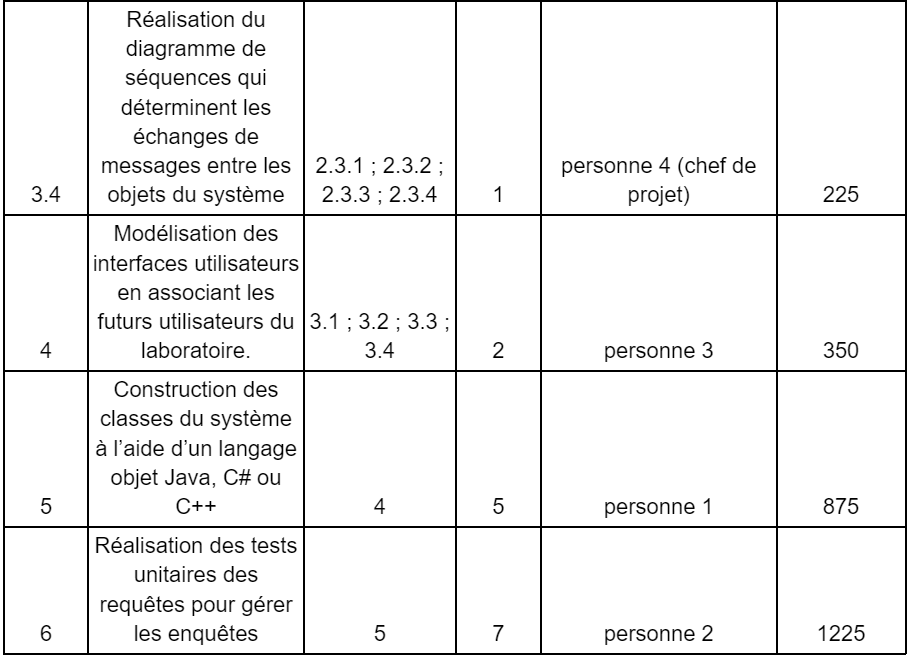 Réalisation du
diagramme de
séquences qui
déterminent les
échanges de
messages entre les
objets du système
3.4
2.3.1 ; 2.3.2 ;
2.3.3 ; 2.3.4
1
personne 4 (chef de
projet)
225
Modélisation des
interfaces utilisateurs
en associant les
futurs utilisateurs du
laboratoire.
4
3.1 ; 3.2 ; 3.3 ;
3.4
2
personne 3
350
Construction des
classes du système
à l’aide d’un langage
objet Java, C# ou
C++
5
4
5
personne 1
875
Réalisation des tests
unitaires des
requêtes pour gérer
les enquêtes
6
5
7
personne 2
1225